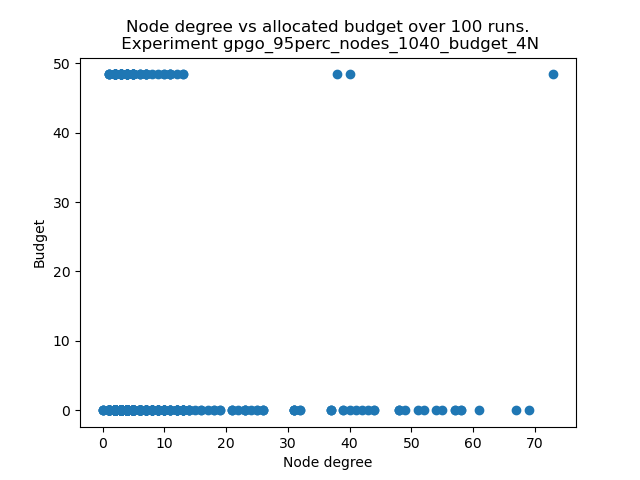 Node degree vs allocated budget over 100 runs.
Experiment gpgo_95perc_nodes_1040_budget_4N
50
40
30
20
10
0
Budget
0 10 20 30 40 50 60 70
Node degree